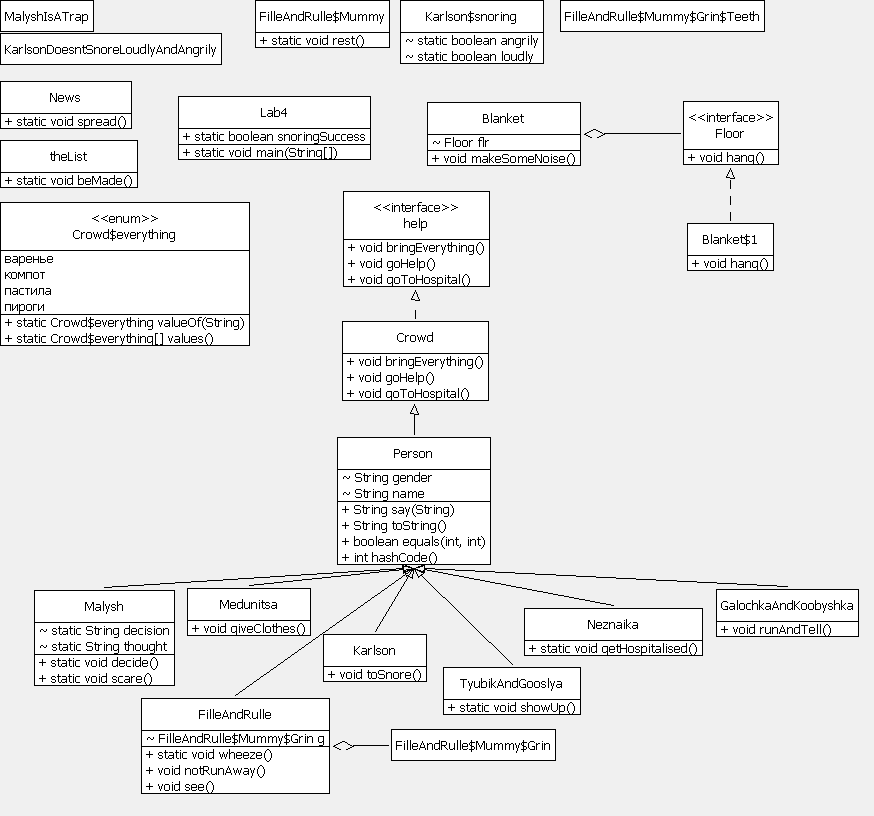 MalyshIsATrap
KarlsonDoesntSnoreLoudlyAndAngrily
FilleAndRulle$Mummy
+ static void rest()
Karlson$snoring
~ static boolean angrily
~ static boolean loudly
FilleAndRulle$Mummy$Grin$Teeth
News
+ static void spread()
theList
+ static void beMade()
Lab4
+ static boolean snoringSuccess
+ static void main(String[])
Blanket
~ Floor flr
+ void makeSomeNoise()
<<interface>>
Floor
+ void hang()
Blanket$1
+ void hang()
<<enum>>
Crowd$everything
варенье
компот
пастила
пироги
+ static Crowd$everything valueOf(String)
+ static Crowd$everything[] values()
<<interface>>
help
+ void bringEverything()
+ void goHelp()
+ void goToHospital()
Crowd
+ void bringEverything()
+ void goHelp()
+ void goToHospital()
Person
~ String gender
~ String name
+ String say(String)
+ String toString()
+ boolean equals(int, int)
+ int hashCode()
Malysh
~ static String decision
~ static String thought
+ static void decide()
+ static void scare()
Medunitsa
+ void giveClothes()
Karlson
+ void toSnore()
Neznaika
+ static void getHospitalised()
GalochkaAndKoobyshka
+ void runAndTell()
TyubikAndGooslya
+ static void showUp()
FilleAndRulle
~ FilleAndRulle$Mummy$Grin g
+ static void wheeze()
+ void notRunAway()
+ void see()
FilleAndRulle$Mummy$Grin